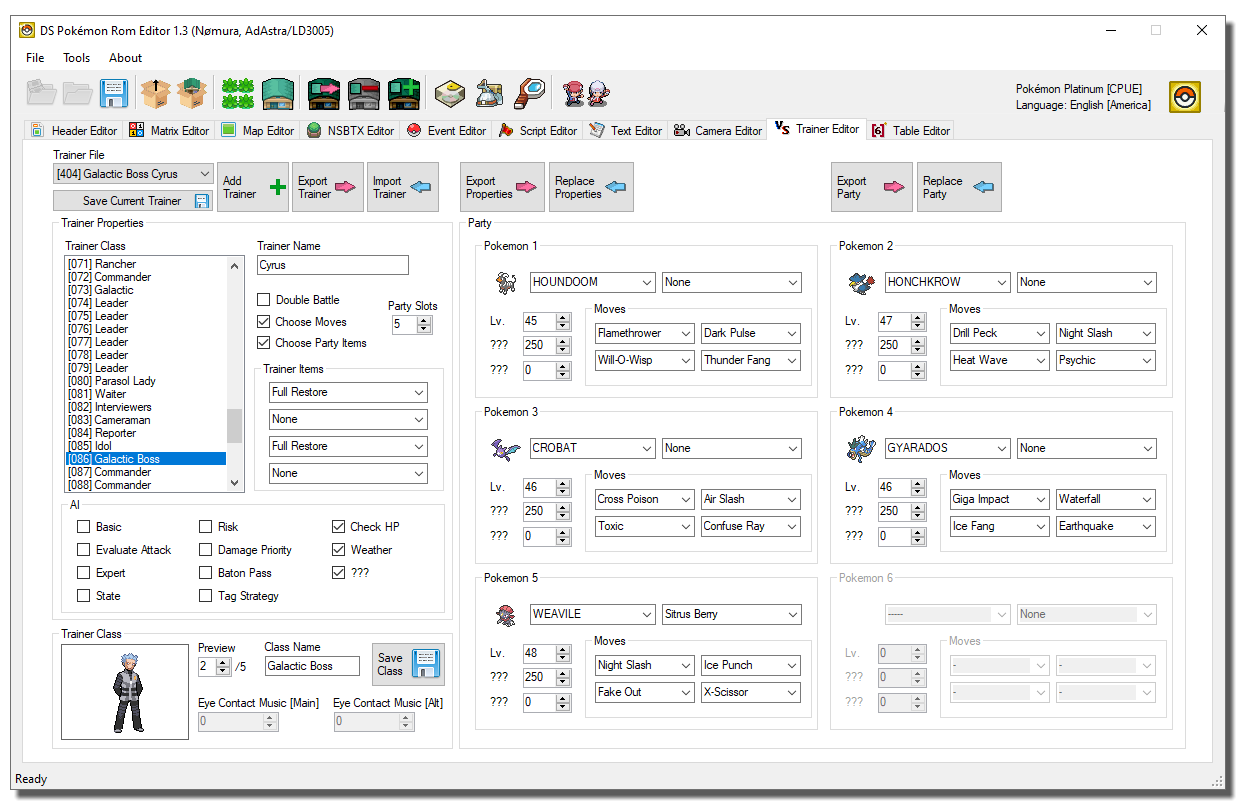 DS Pokémon Rom Editor 1.3 (Nømura, AdAstra/LD3005)
File Tools About
Pokémon Platinum [CPUE]
Language: English [America]
Header Editor Matrix Editor Map Editor NSBTX Editor Event Editor Script Editor Text Editor Camera Editor VS Trainer Editor [6] Table Editor
Trainer File
[404] Galactic Boss Cyrus
Save Current Trainer
Add
Trainer
Export
Trainer
Import
Trainer
Export
Properties
Replace
Properties
Export
Party
Replace
Party
Trainer Properties
Trainer Class
[071] Rancher
[072] Commander
[073] Galactic
[074] Leader
[075] Leader
[076] Leader
[077] Leader
[078] Leader
[079] Leader
[080] Parasol Lady
[081] Waiter
[082] Interviewers
[083] Cameraman
[084] Reporter
[085] Idol
[086] Galactic Boss
[087] Commander
[088] Commander
Trainer Name
Cyrus
Double Battle
Choose Moves
Choose Party Items
Party Slots
5
Trainer Items
Full Restore
None
Full Restore
None
AI
Basic Risk Check HP
Evaluate Attack Damage Priority Weather
Expert Baton Pass ???
State Tag Strategy
Trainer Class
Preview
2 /5
Class Name
Galactic Boss
Save
Class
Eye Contact Music [Main] Eye Contact Music [Alt]
0 0
Party
Pokemon 1
HOUNDOOM None
Lv. 45
??? 250
??? 0
Moves
Flamethrower Dark Pulse
Will-O-Wisp Thunder Fang
Pokemon 2
HONCHKROW None
Lv. 47
??? 250
??? 0
Moves
Drill Peck Night Slash
Heat Wave Psychic
Pokemon 3
CROBAT None
Lv. 46
??? 250
??? 0
Moves
Cross Poison Air Slash
Toxic Confuse Ray
Pokemon 4
GYARADOS None
Lv. 46
??? 250
??? 0
Moves
Giga Impact Waterfall
Ice Fang Earthquake
Pokemon 5
WEAVILE Sitrus Berry
Lv. 48
??? 250
??? 0
Moves
Night Slash Ice Punch
Fake Out X-Scissor
Pokemon 6
----- None
Lv. 0
??? 0
??? 0
Moves
- -
- -
Ready